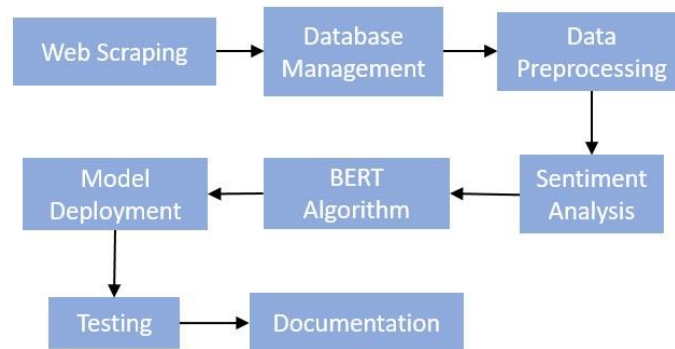 Web Scraping
Database
Management
Data
Preprocessing
Sentiment
Analysis
BERT
Algorithm
Model
Deployment
Testing
Documentation